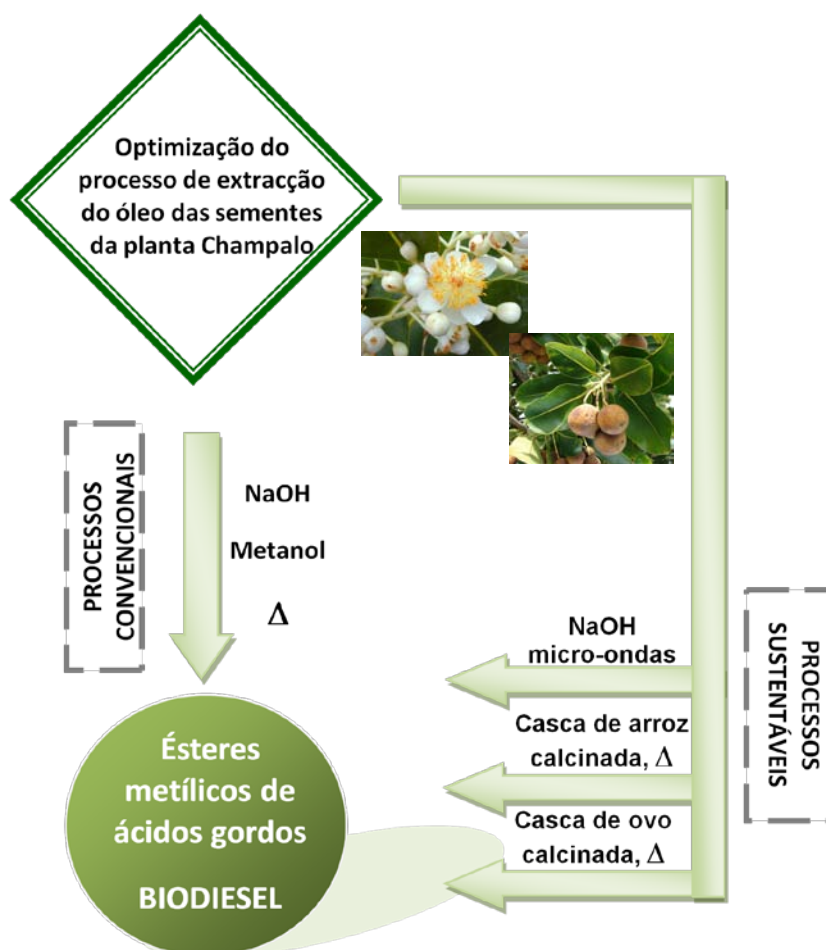 Optimização do
processo de extracção
do óleo das sementes
da planta Champalo
PROCESSOS
CONVENCIONAIS
NaOH
Metanol
Δ
NaOH
micro-ondas
Casca de arroz
calcinada, Δ
Casca de ovo
calcinada, Δ
PROCESSOS
SUSTENTÁVEIS
Ésteres
metílicos de
ácidos gordos
BIODIESEL